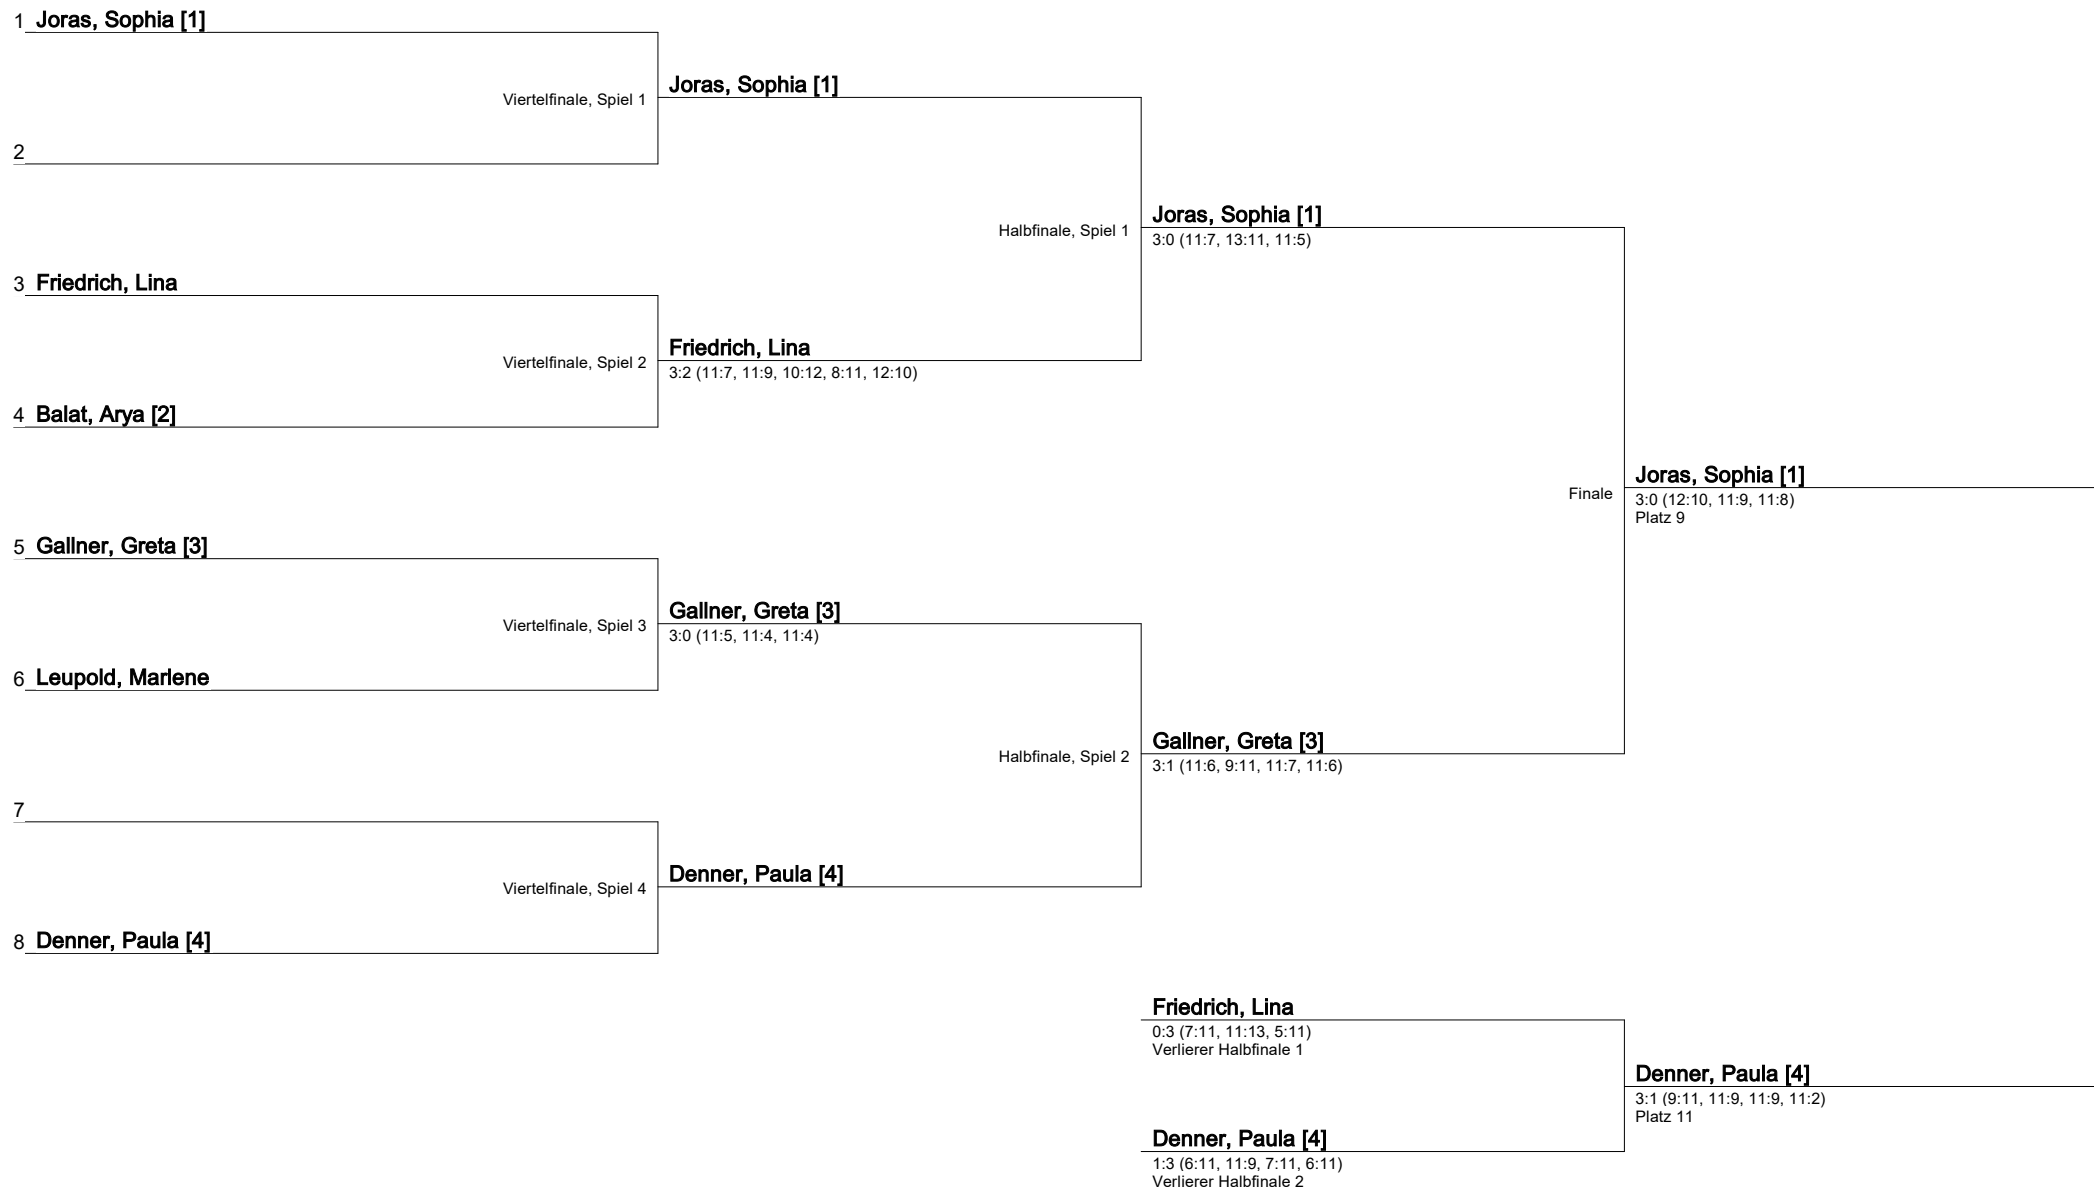 1 Joras, Sophia [1]
Viertelfinale, Spiel 1
Joras, Sophia [1]
2
Halbfinale, Spiel 1
Joras, Sophia [1]
3:0 (11:7, 13:11, 11:5)
3 Friedrich, Lina
Viertelfinale, Spiel 2
Friedrich, Lina
3:2 (11:7, 11:9, 10:12, 8:11, 12:10)
4 Balat, Arya [2]
Finale
Joras, Sophia [1]
3:0 (12:10, 11:9, 11:8)
Platz 9
5 Gallner, Greta [3]
Viertelfinale, Spiel 3
Gallner, Greta [3]
3:0 (11:5, 11:4, 11:4)
6 Leupold, Marlene
Halbfinale, Spiel 2
Gallner, Greta [3]
3:1 (11:6, 9:11, 11:7, 11:6)
7
Viertelfinale, Spiel 4
Denner, Paula [4]
8 Denner, Paula [4]
Friedrich, Lina
0:3 (7:11, 11:13, 5:11)
Verlierer Halbfinale 1
Denner, Paula [4]
3:1 (9:11, 11:9, 11:9, 11:2)
Platz 11
Denner, Paula [4]
1:3 (6:11, 11:9, 7:11, 6:11)
Verlierer Halbfinale 2